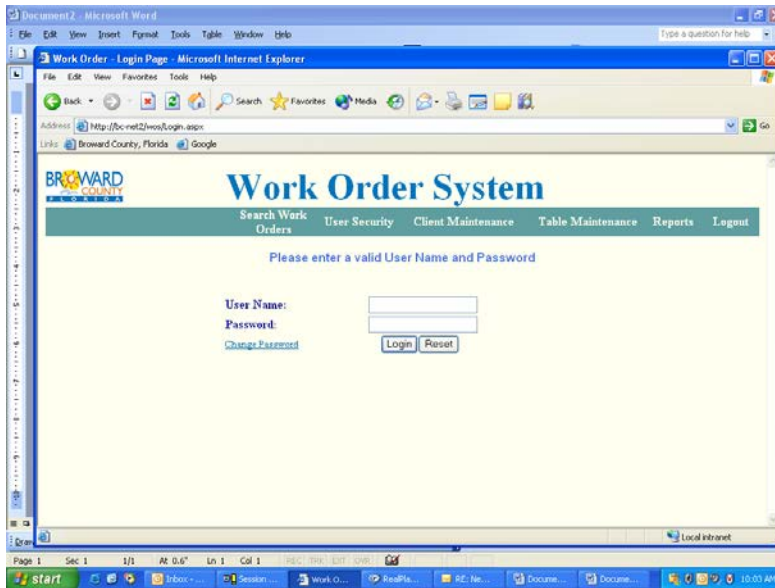 Document2 - Microsoft Word
File Edit View Insert Format Tools Table Window Help
Type a question for help
Work Order - Login Page - Microsoft Internet Explorer
File Edit View Favorites Tools Help
Back Search Favorites Media
Address http://bc-net2/wos/Login.aspx Go
Links Broward County, Florida Google
BROWARD
COUNTY
FLORIDA
Work Order System
Search Work Orders User Security Client Maintenance Table Maintenance Reports Logout
Please enter a valid User Name and Password
User Name:
Password:
Change Password Login Reset
Local intranet
Page 1 Sec 1 1/1 At 0.6" Ln 1 Col 1 REC TRK EXT OVR
start Inbox - ... Session ... Work O... RealPla... RE: Ne... Docume... Docume... 10:03 AM